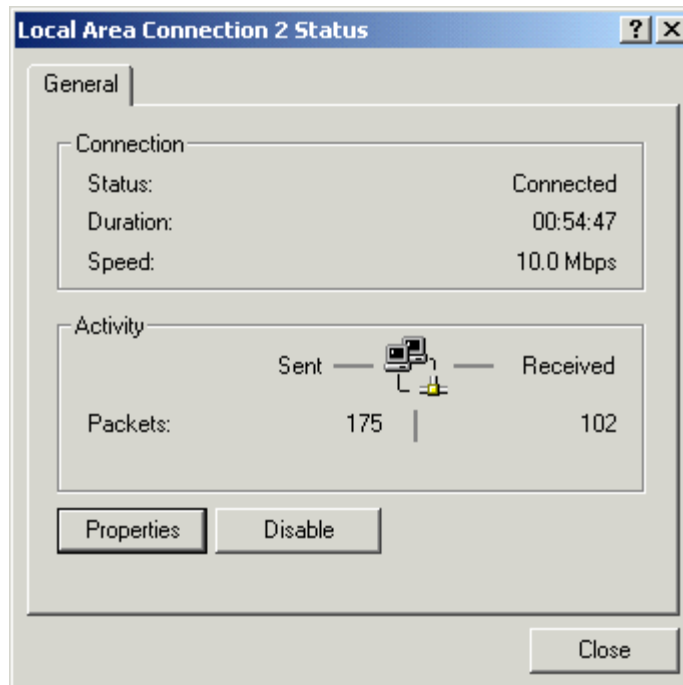 Local Area Connection 2 Status
General
Connection
Status: Connected
Duration: 00:54:47
Speed: 10.0 Mbps
Activity
Sent Received
Packets: 175 102
Properties Disable
Close